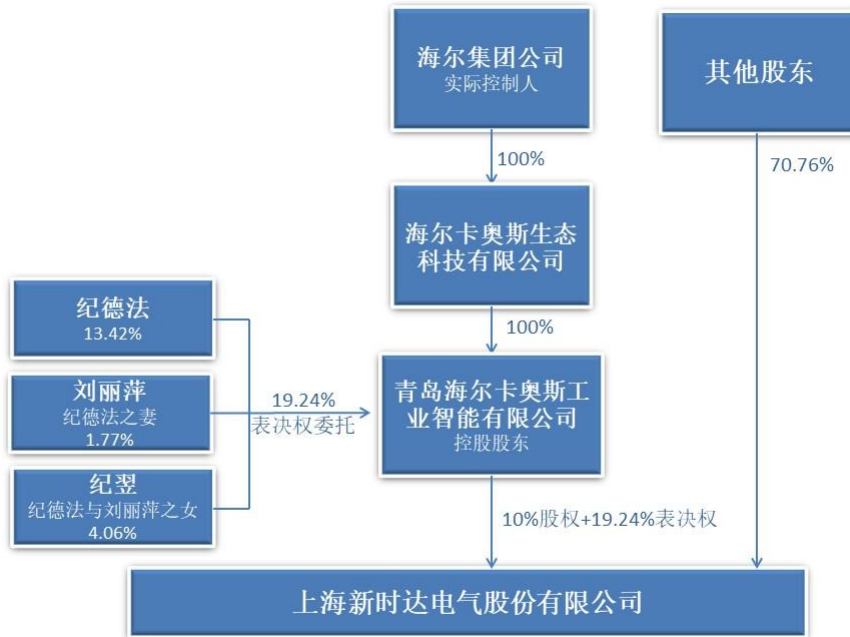 海尔集团公司
实际控制人
其他股东
100%
70.76%
海尔卡奥斯生态
科技有限公司
100%
纪德法
13.42%
刘丽萍
纪德法之妻
1.77%
纪翌
纪德法与刘丽萍之女
4.06%
19.24%
表决权委托
青岛海尔卡奥斯工
业智能有限公司
控股股东
10%股权+19.24%表决权
上海新时达电气股份有限公司